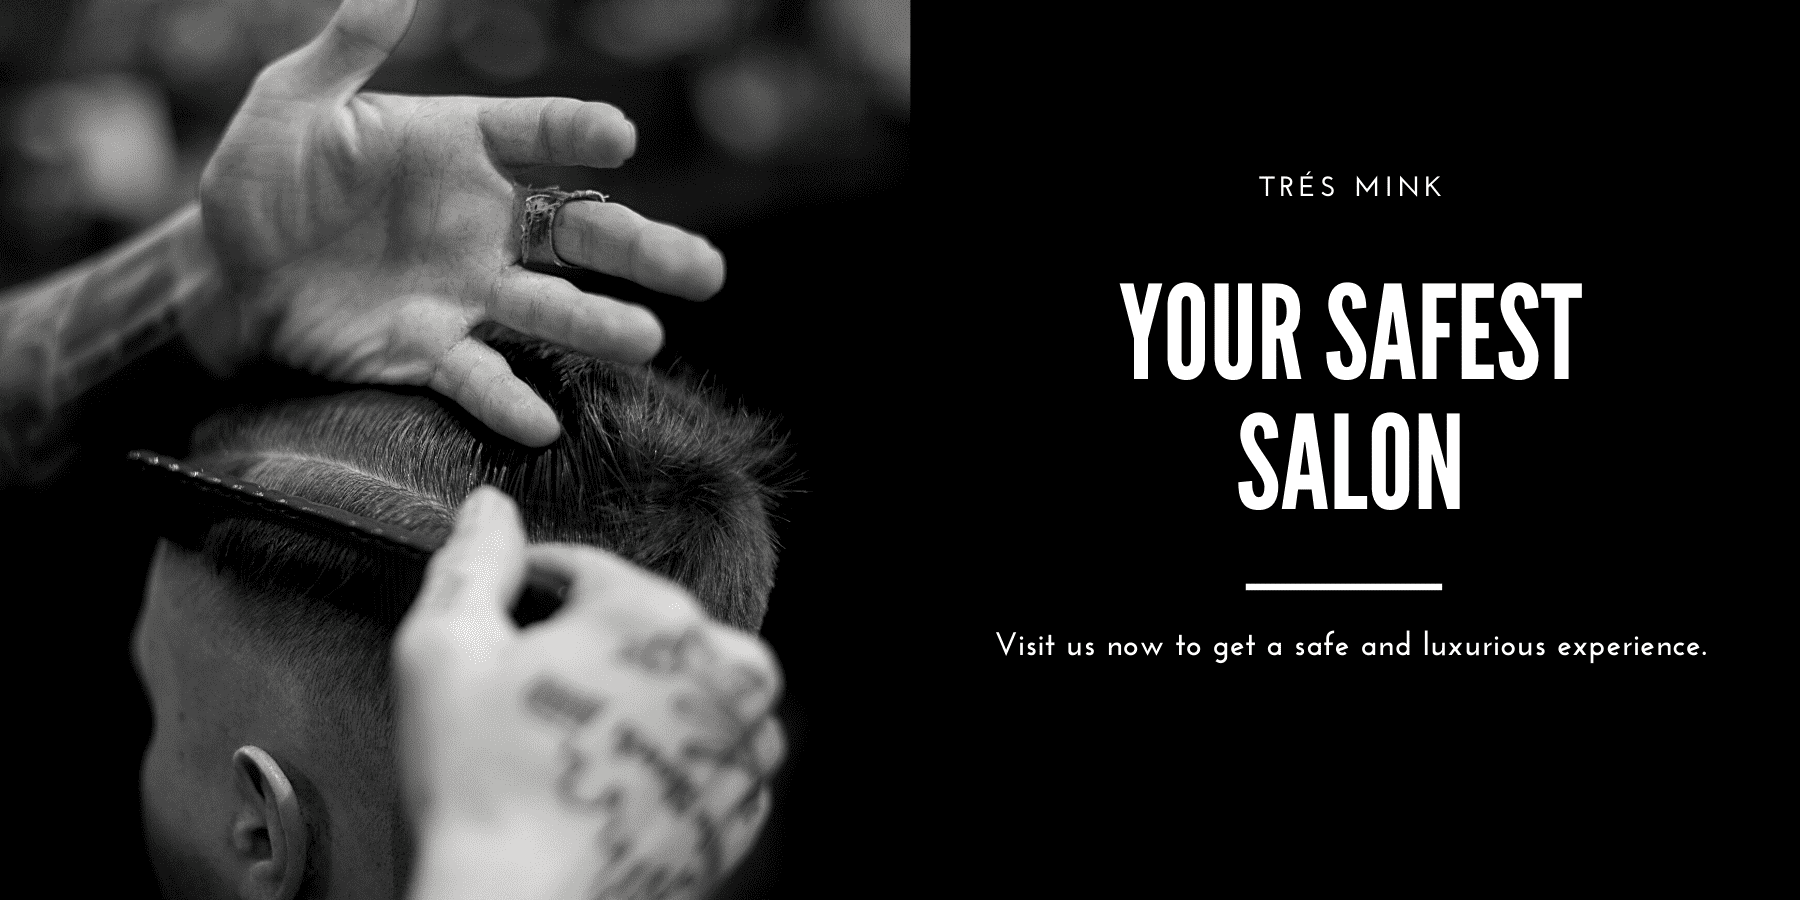 TRÉS MINK
YOUR SAFEST
SALON
Visit us now to get a safe and luxurious experience.